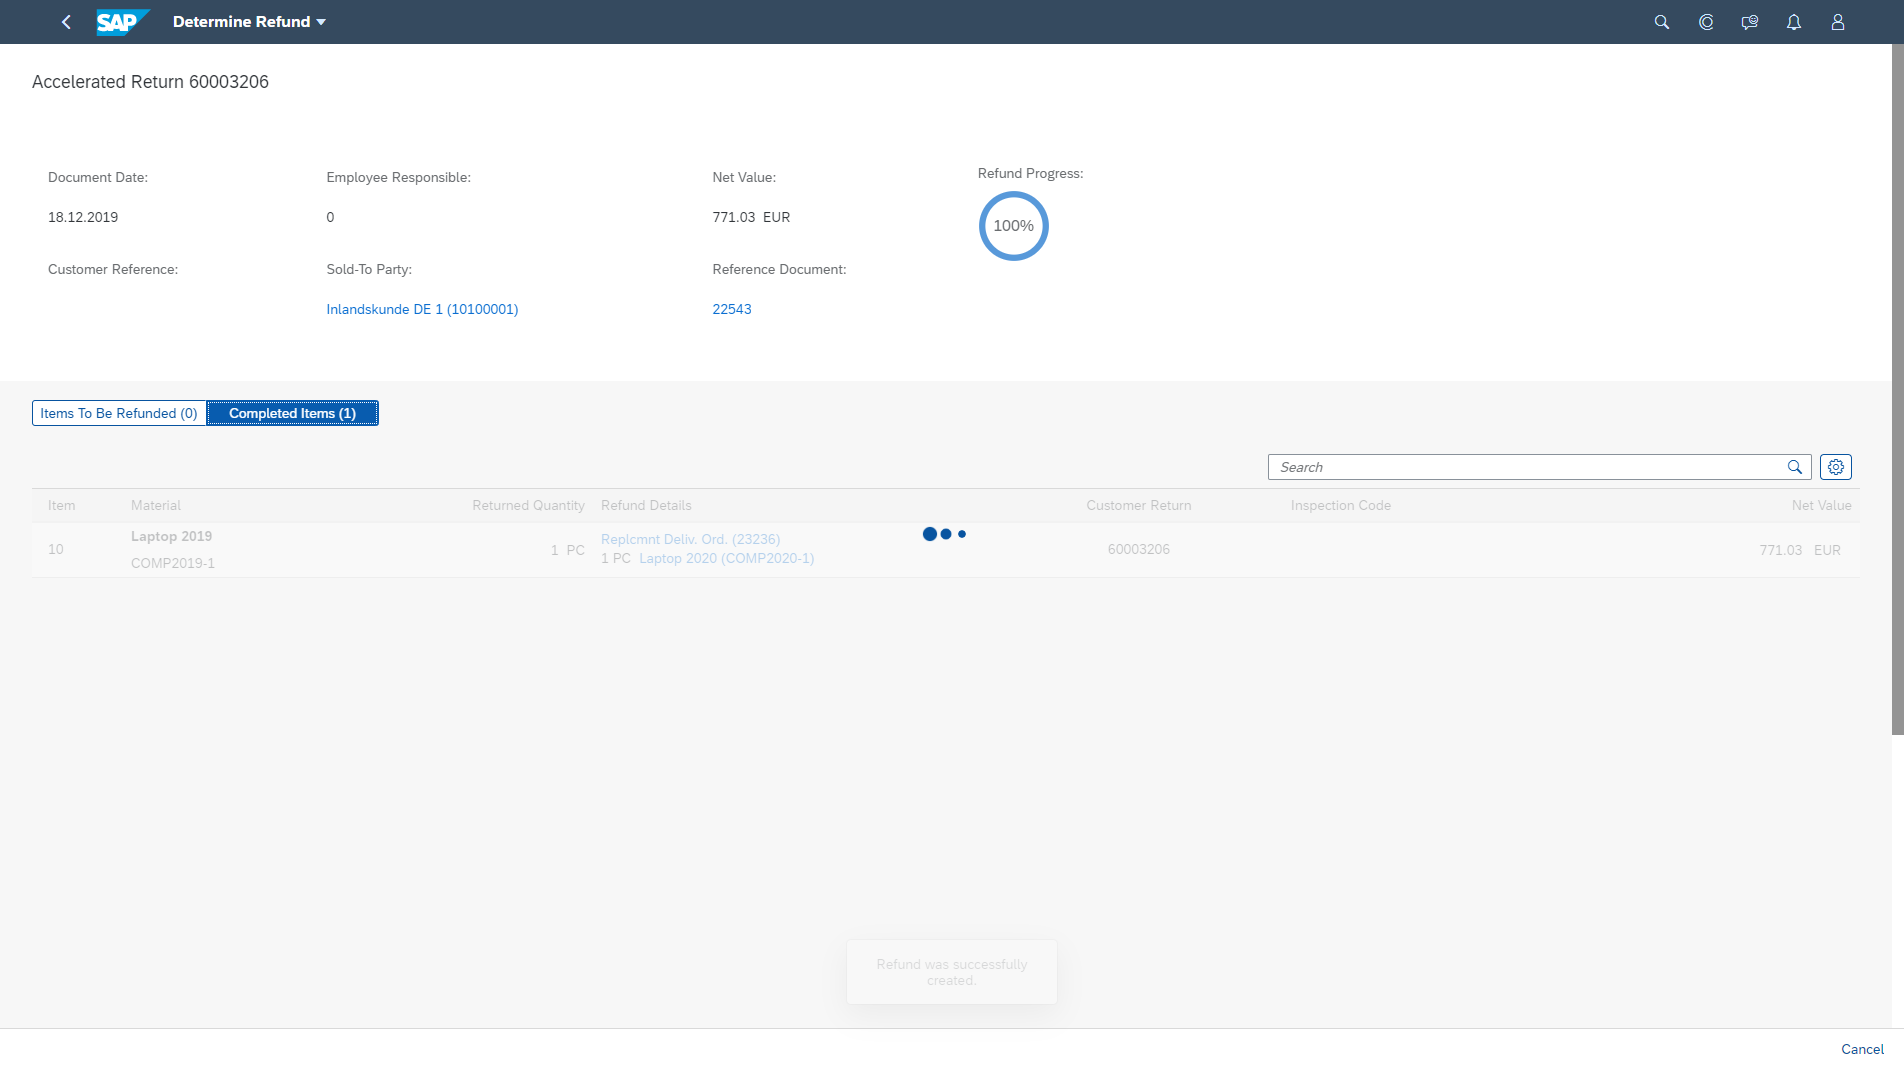 SAP Determine Refund
Accelerated Return 60003206
Document Date: Employee Responsible: Net Value: Refund Progress:
18.12.2019 0 771.03 EUR 100%
Customer Reference: Sold-To Party: Reference Document:
Inlandskunde DE 1 (10100001) 22543
Items To Be Refunded (0) Completed Items (1)
Search
Item Material Returned Quantity Refund Details Customer Return Inspection Code Net Value
10 Laptop 2019 1 PC Replcmnt Deliv. Ord. (23236) 60003206 771.03 EUR
COMP2019-1 1 PC Laptop 2020 (COMP2020-1)
Refund was successfully
created.
Cancel